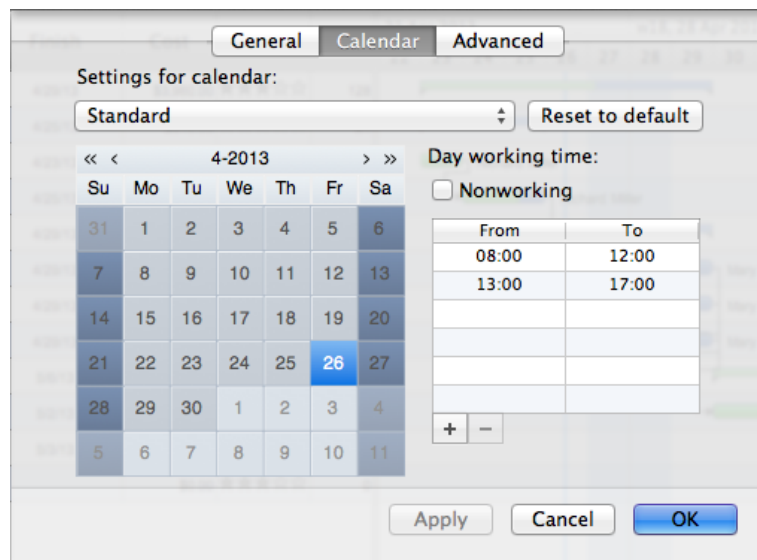 General Calendar Advanced
Settings for calendar:
Standard Reset to default
« < 4-2013 > »
Su Mo Tu We Th Fr Sa
31 1 2 3 4 5 6
7 8 9 10 11 12 13
14 15 16 17 18 19 20
21 22 23 24 25 26 27
28 29 30 1 2 3 4
5 6 7 8 9 10 11
Day working time:
Nonworking
From To
08:00 12:00
13:00 17:00
+ −
Apply Cancel OK